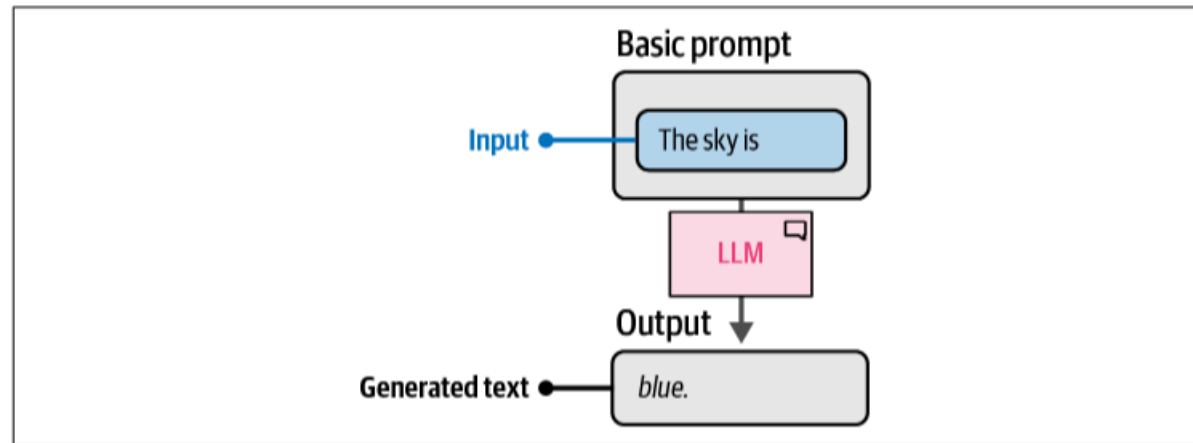 Basic prompt
Input
The sky is
LLM
Output
Generated text
blue.